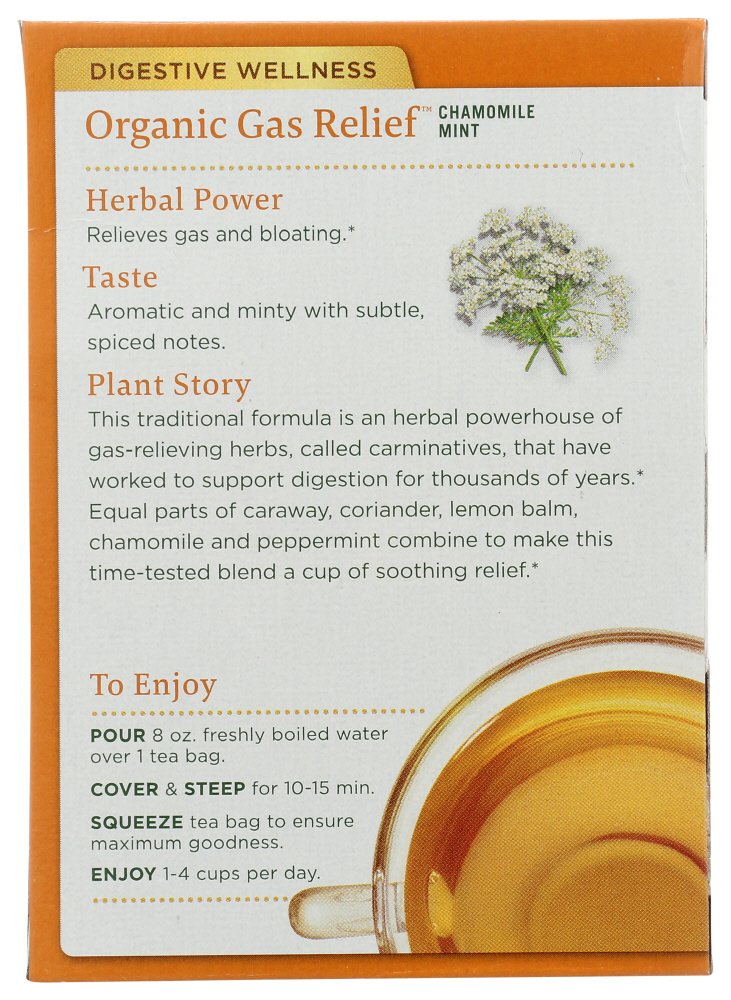 DIGESTIVE WELLNESS
Organic Gas Relief™ CHAMOMILE
MINT
Herbal Power
Relieves gas and bloating.*
Taste
Aromatic and minty with subtle,
spiced notes.
Plant Story
This traditional formula is an herbal powerhouse of
gas-relieving herbs, called carminatives, that have
worked to support digestion for thousands of years.*
Equal parts of caraway, coriander, lemon balm,
chamomile and peppermint combine to make this
time-tested blend a cup of soothing relief.*
To Enjoy
POUR 8 oz. freshly boiled water
over 1 tea bag.
COVER & STEEP for 10-15 min.
SQUEEZE tea bag to ensure
maximum goodness.
ENJOY 1-4 cups per day.